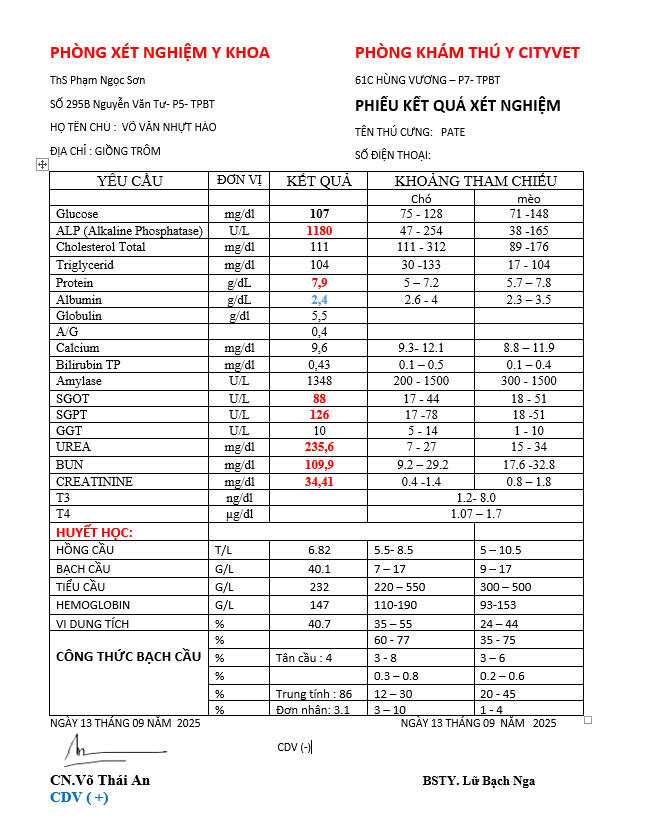 PHÒNG XÉT NGHIỆM Y KHOA PHÒNG KHÁM THÚ Y CITYVET
ThS Phạm Ngọc Sơn 61C HÙNG VƯƠNG – P7- TPBT
SỐ 295B Nguyễn Văn Tư- P5- TPBT PHIẾU KẾT QUẢ XÉT NGHIỆM
HỌ TÊN CHỦ : VÕ VĂN NHỰT HÀO TÊN THÚ CƯNG: PATE
ĐỊA CHỈ : GIỒNG TRÔM SỐ ĐIỆN THOẠI:
YÊU CẦU ĐƠN VỊ KẾT QUẢ KHOẢNG THAM CHIẾU
Chó mèo
Glucose mg/dl 107 75 - 128 71 -148
ALP (Alkaline Phosphatase) U/L 1180 47 - 254 38 -165
Cholesterol Total mg/dl 111 111 - 312 89 -176
Triglycerid mg/dl 104 30 -133 17 - 104
Protein g/dL 7,9 5 – 7.2 5.7 – 7.8
Albumin g/dL 2,4 2.6 - 4 2.3 – 3.5
Globulin g/dl 5,5
A/G 0,4
Calcium mg/dl 9,6 9.3- 12.1 8.8 – 11.9
Bilirubin TP mg/dl 0,43 0.1 – 0.5 0.1 – 0.4
Amylase U/L 1348 200 - 1500 300 - 1500
SGOT U/L 88 17 - 44 18 - 51
SGPT U/L 126 17 -78 18 -51
GGT U/L 10 5 - 14 1 - 10
UREA mg/dl 235,6 7 - 27 15 - 34
BUN mg/dl 109,9 9.2 – 29.2 17.6 -32.8
CREATININE mg/dl 34,41 0.4 -1.4 0.8 – 1.8
T3 ng/dl 1.2- 8.0
T4 µg/dl 1.07 – 1.7
HUYẾT HỌC:
HỒNG CẦU T/L 6.82 5.5- 8.5 5 – 10.5
BẠCH CẦU G/L 40.1 7 – 17 9 – 17
TIỂU CẦU G/L 232 220 – 550 300 – 500
HEMOGLOBIN G/L 147 110-190 93-153
VI DUNG TÍCH % 40.7 35 – 55 24 – 44
CÔNG THỨC BẠCH CẦU % 60 - 77 35 - 75
% Tân cầu : 4 3 - 8 3 – 6
% 0.3 – 0.8 0.2 – 0.6
% Trung tính : 86 12 – 30 20 - 45
% Đơn nhân: 3.1 3 – 10 1 - 4
NGÀY 13 THÁNG 09 NĂM 2025 NGÀY 13 THÁNG 09 NĂM 2025
CDV (-)
CN.Võ Thái An BSTY. Lữ Bạch Nga
CDV ( +)